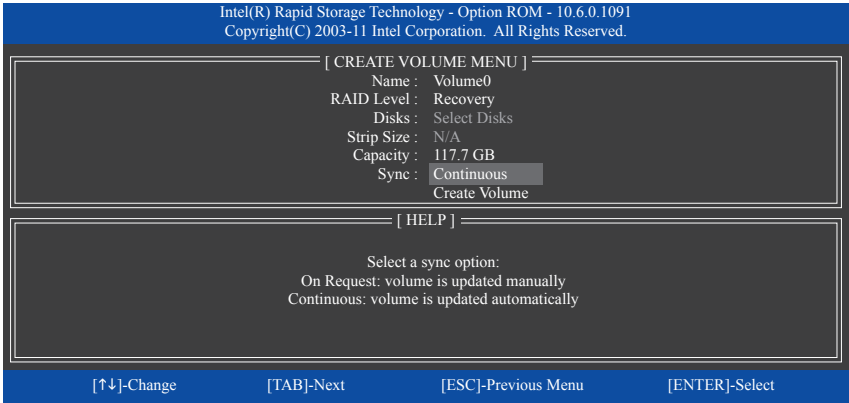 Intel(R) Rapid Storage Technology - Option ROM - 10.6.0.1091
Copyright(C) 2003-11 Intel Corporation. All Rights Reserved.
[ CREATE VOLUME MENU ]
Name : Volume0
RAID Level : Recovery
Disks : Select Disks
Strip Size : N/A
Capacity : 117.7 GB
Sync : Continuous
Create Volume
[ HELP ]
Select a sync option:
On Request: volume is updated manually
Continuous: volume is updated automatically
[↑↓]-Change [TAB]-Next [ESC]-Previous Menu [ENTER]-Select